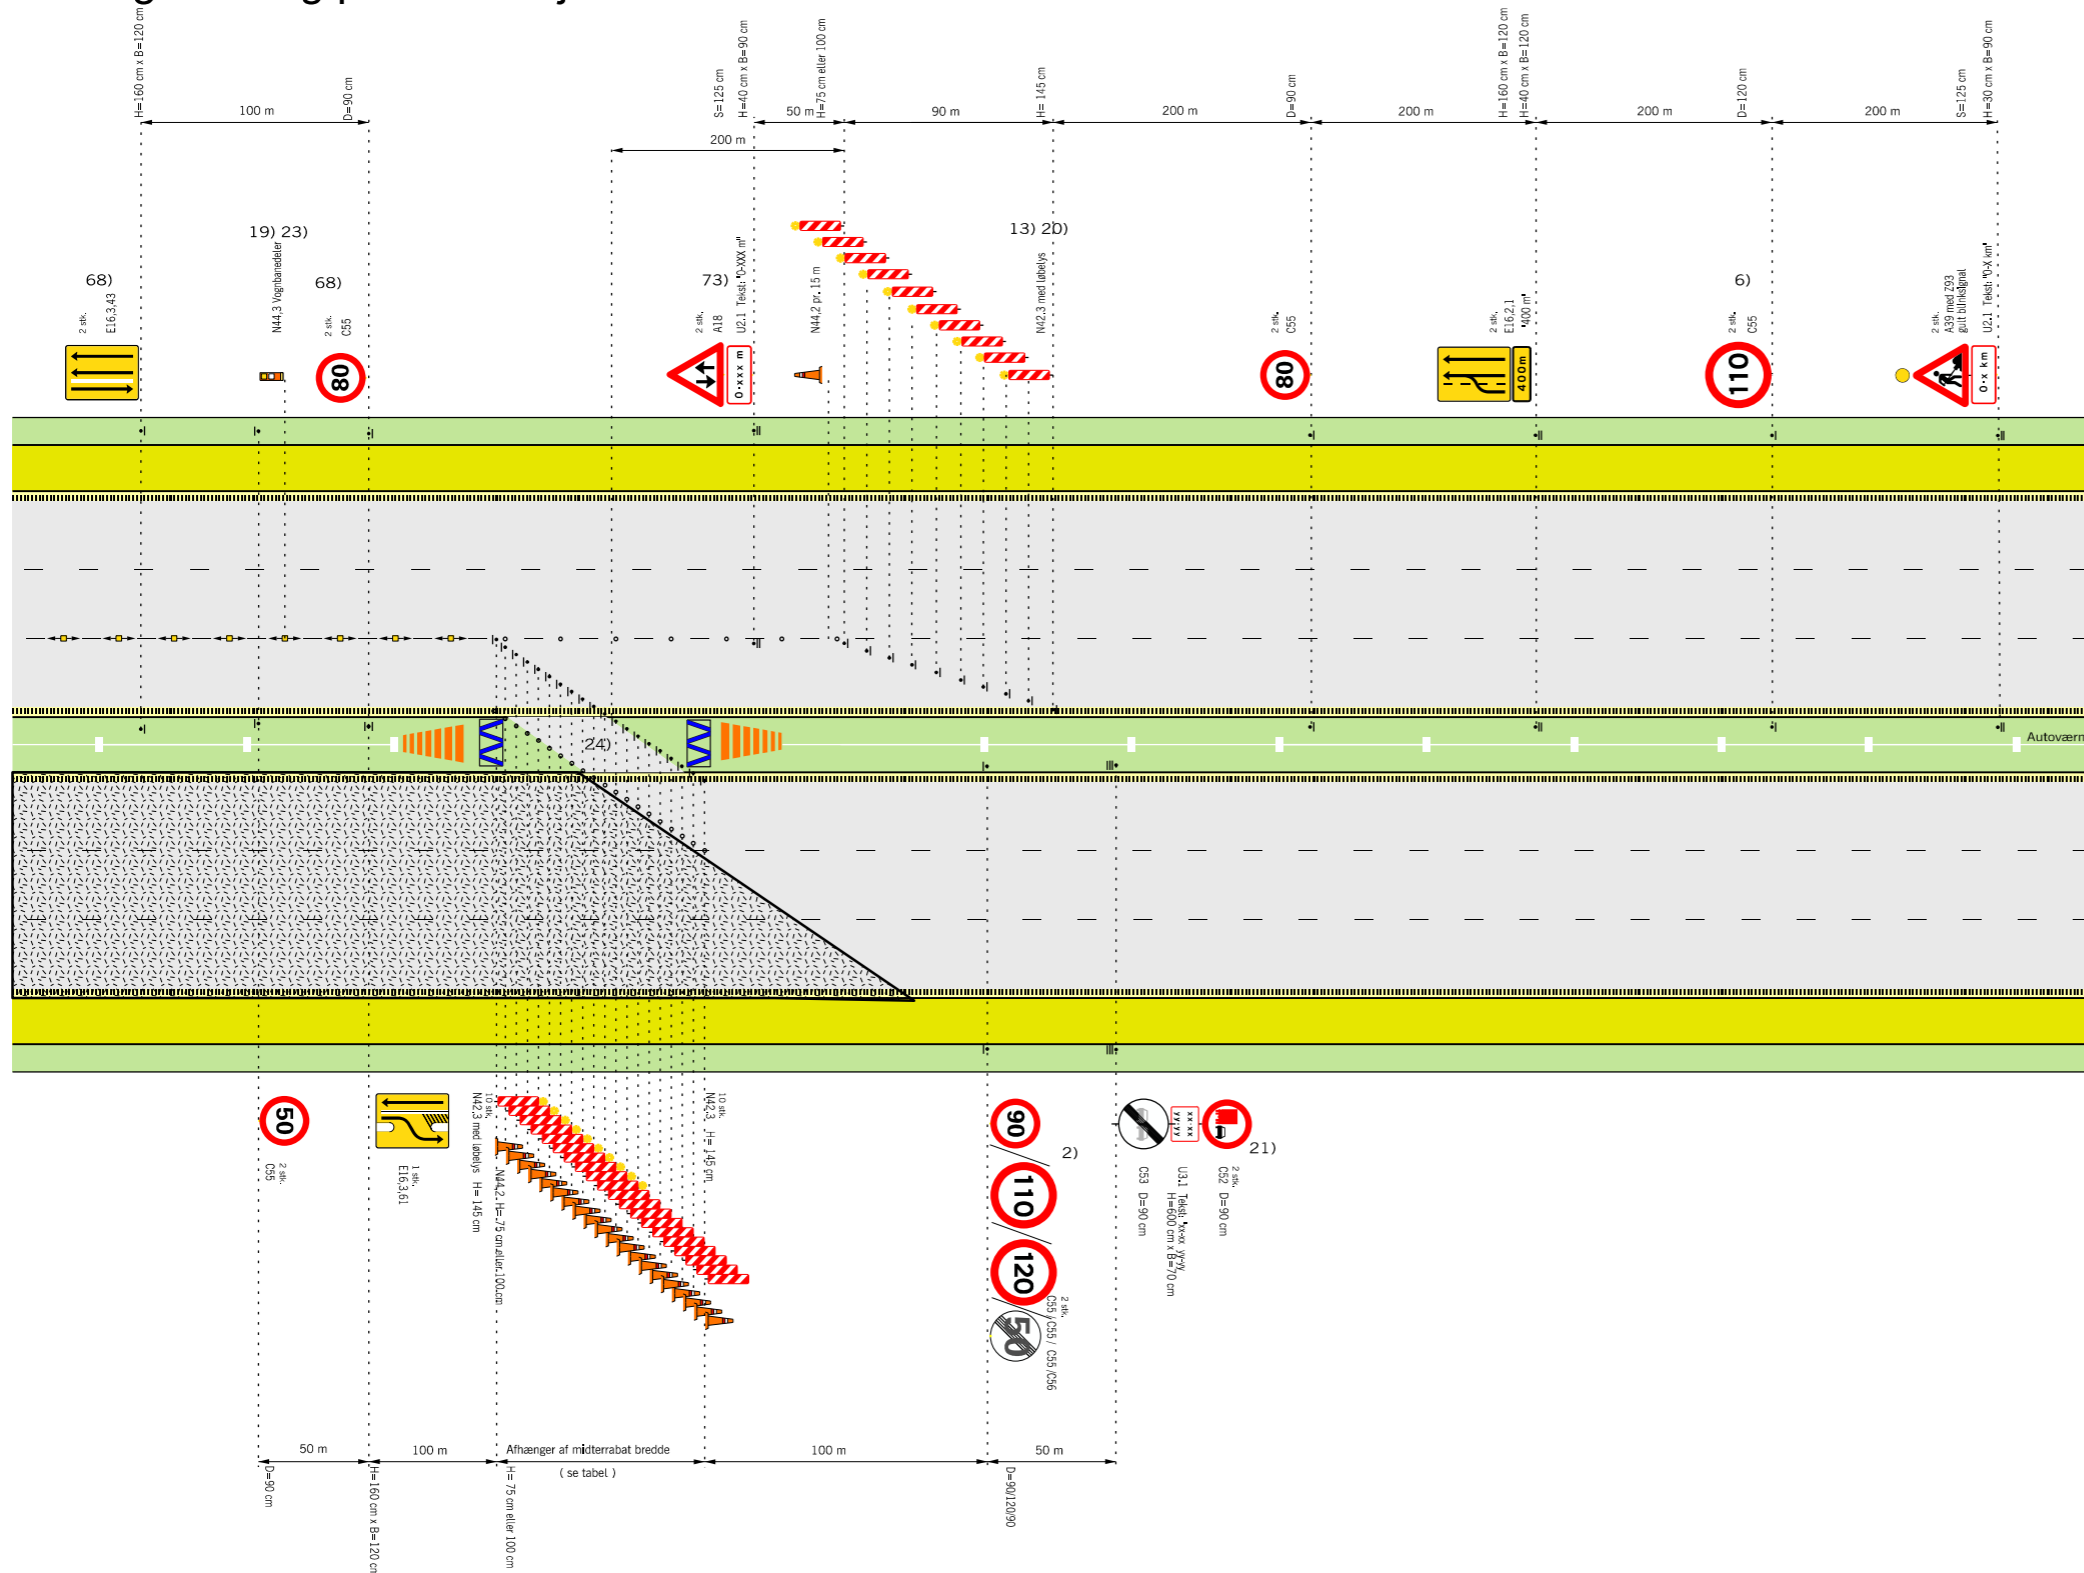 H=160 cm x B=120 cm
100 m
D=90 cm
S=125 cm
H=40 cm x B=90 cm
50 m
H=75 cm eller 100 cm
90 m
H= 145 cm
200 m
D=90 cm
200 m
H=160 cm x B=120 cm
H=40 cm x B=120 cm
200 m
D=120 cm
200 m
S=125 cm
H=30 cm x B=90 cm
200 m
68)
2 stk.
E16,3,43
19) 23)
N44,3 Vognbanedeler
68)
2 stk.
C55
80
73)
2 stk.
A18
U2.1 Tekst: "0-XXX m"
0-xxx m
N44,2 pr. 15 m
13) 20)
N42,3 med løbelys
2 stk.
C55
80
2 stk.
E16,2,1
"400 m"
400m
6)
2 stk.
C55
110
2 stk.
A39 med Z93
gult blinksignal
U2.1 Tekst: "0-X km"
0-x km
24)
Autoværn
50
2 stk.
C55
1 stk.
E16,3,61
10 stk.
N42,3 med løbelys H= 145 cm
N44,2 H= 75 cm eller 100 cm
10 stk.
N42,3 H= 145 cm
90
2)
110
120
50
2 stk.
C55 / C55 / C55 /C56
C53 D=90 cm
xx-xx
yy-yy
U3.1 Tekst: "xx-xx yy-yy
H=600 cm x B=70 cm
21)
2 stk.
C52 D=90 cm
50 m
100 m
Afhænger af midterrabat bredde
( se tabel )
100 m
50 m
D=90 cm
H=160 cm x B=120 cm
H= 75 cm eller 100 cm
D=90/120/90